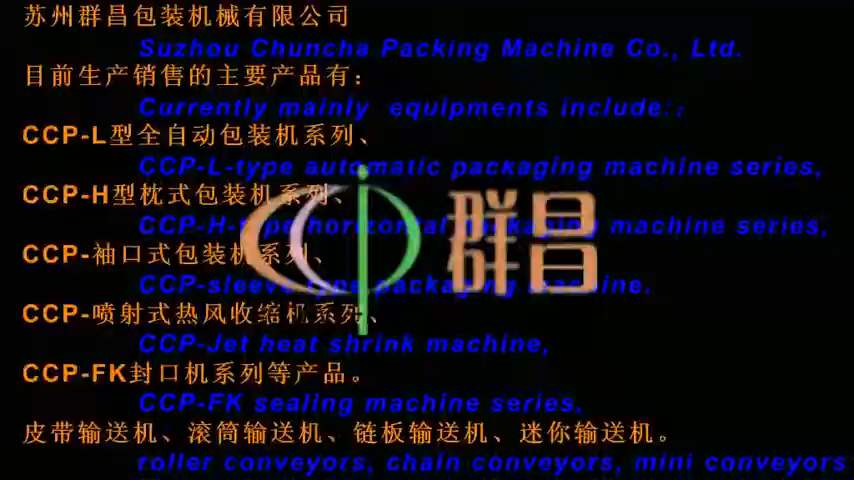 苏州群昌包装机械有限公司
Suzhou Chuncha Packing Machine Co., Ltd.
目前生产销售的主要产品有:
Currently mainly equipments include:;
CCP-L型全自动包装机系列、
CCP-L-type automatic packaging machine series,
CCP-H型枕式包装机系列、
CCP-H-type horizontal packaging machine series,
CCP 群昌
CCP-袖口式包装机系列、
CCP-sleeve type packaging machine.
CCP-喷射式热风收缩机系列、
CCP-Jet heat shrink machine,
CCP-FK封口机系列等产品。
CCP-FK sealing machine series,
皮带输送机、滚筒输送机、链板输送机、迷你输送机。
roller conveyors, chain conveyors, mini conveyors